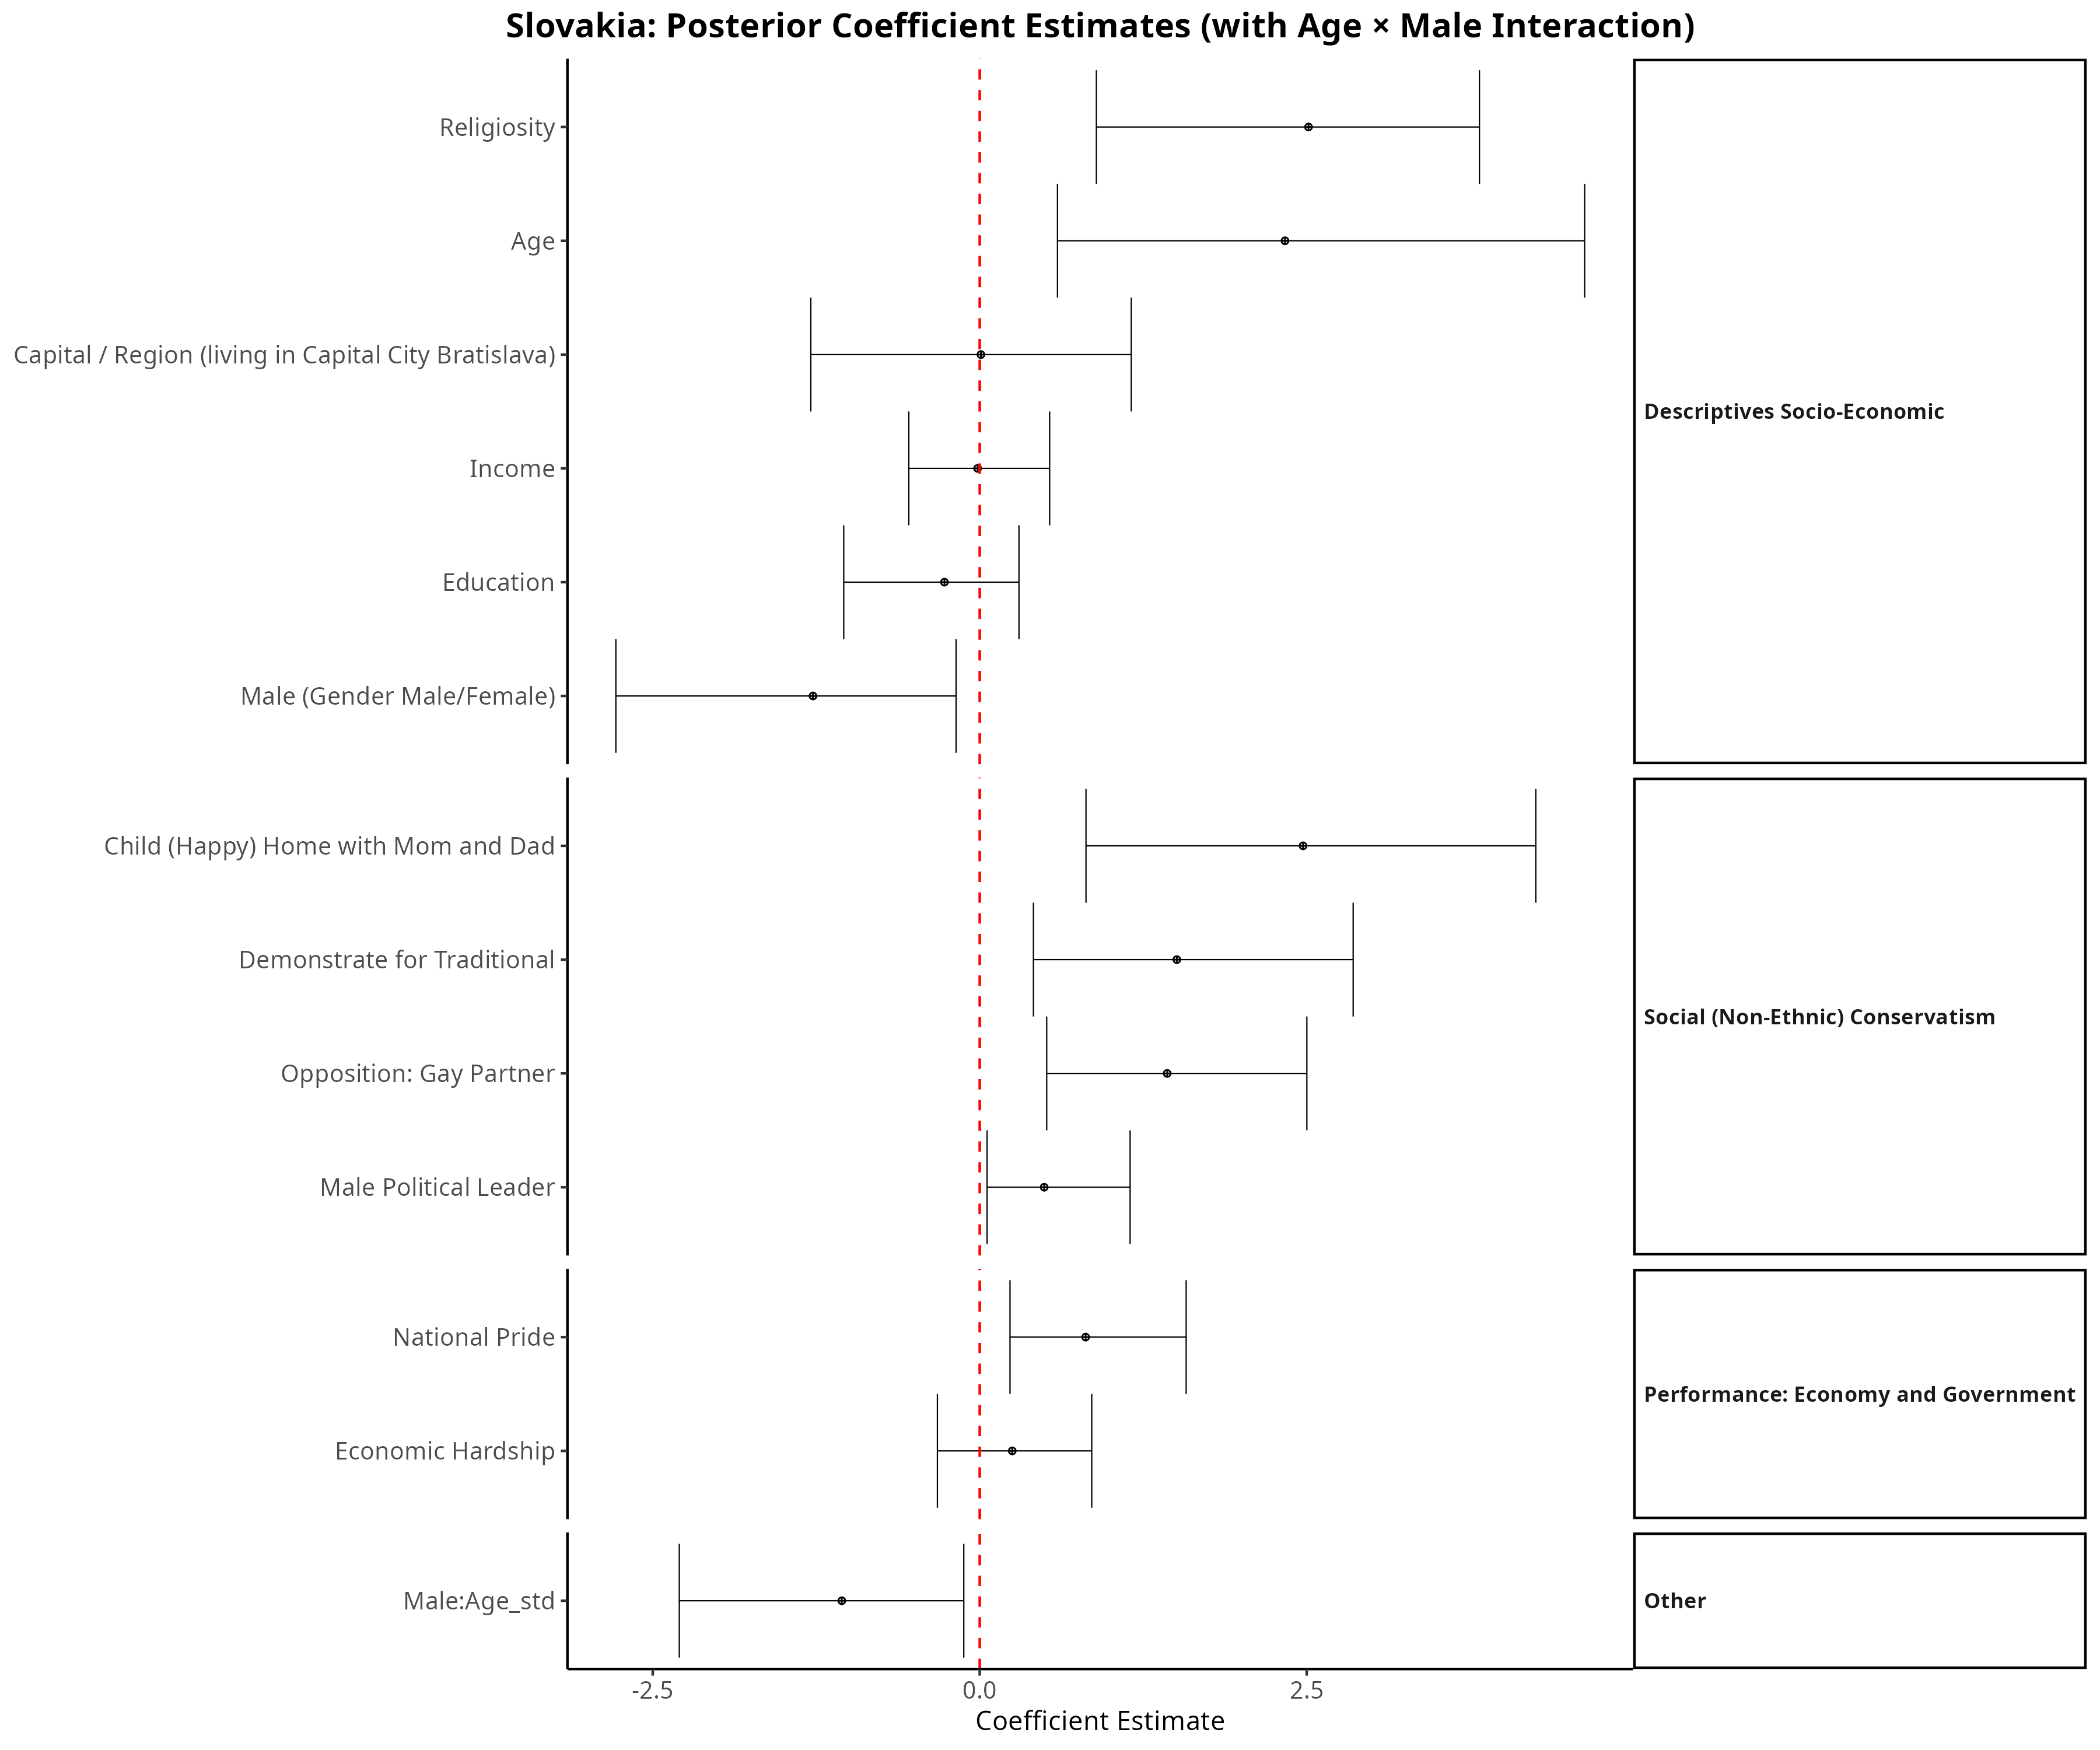 Slovakia: Posterior Coefficient Estimates (with Age × Male Interaction)
Religiosity
Age
Capital / Region (living in Capital City Bratislava)
Income
Education
Male (Gender Male/Female)
Descriptives Socio-Economic
Child (Happy) Home with Mom and Dad
Demonstrate for Traditional
Opposition: Gay Partner
Male Political Leader
Social (Non-Ethnic) Conservatism
National Pride
Economic Hardship
Performance: Economy and Government
Male:Age_std
Other
-2.5 0.0 2.5
Coefficient Estimate